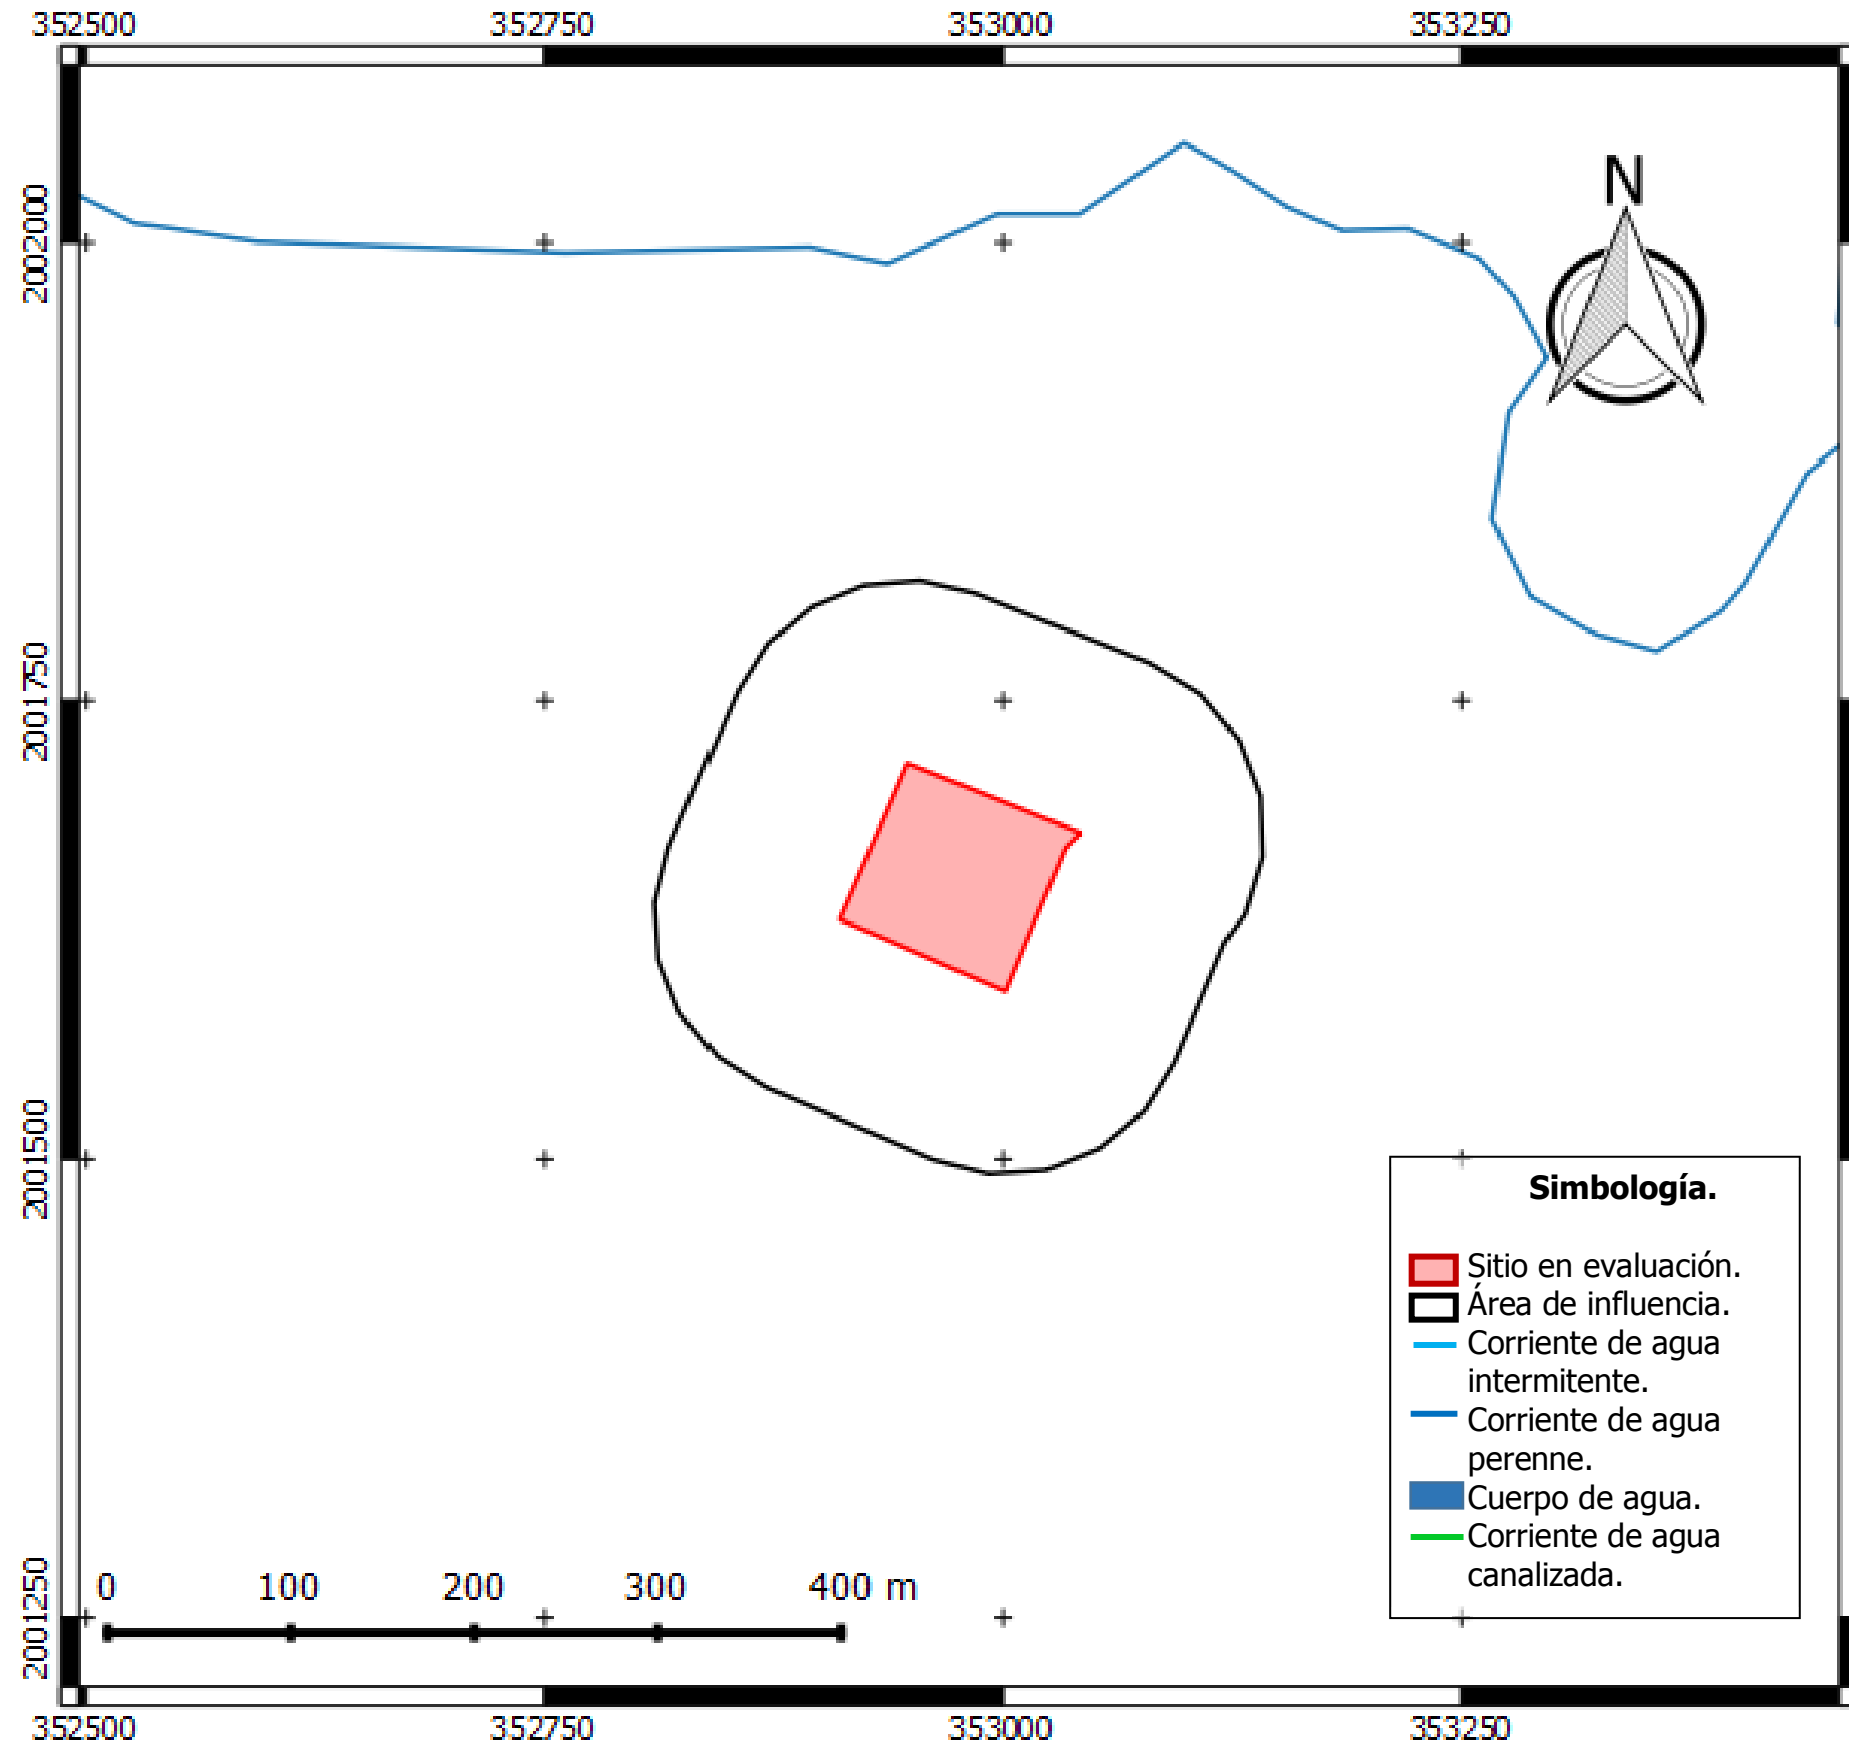 352500 352750 353000 353250
N
2002000
2001750
2001500
2001250
Simbología.
Sitio en evaluación.
Área de influencia.
Corriente de agua
intermitente.
Corriente de agua
perenne.
Cuerpo de agua.
Corriente de agua
canalizada.
0 100 200 300 400 m
352500 352750 353000 353250